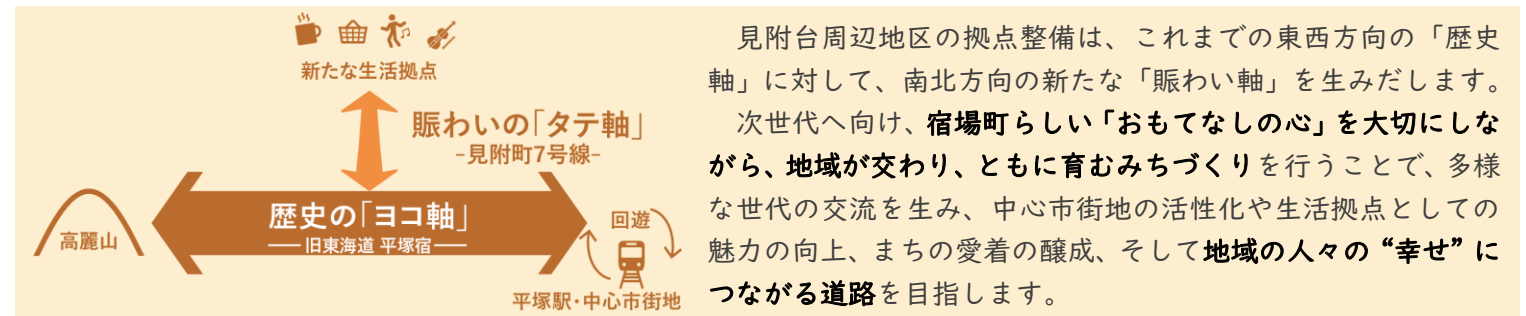 新たな生活拠点
賑わいの「タテ軸」
-見附町7号線-
歴史の「ヨコ軸」
旧東海道 平塚宿
高麗山
回遊
平塚駅・中心市街地
見附台周辺地区の拠点整備は、これまでの東西方向の「歴史
軸」に対して、南北方向の新たな「賑わい軸」を生みだします。
次世代へ向け、宿場町らしい「おもてなしの心」を大切にしな
がら、地域が交わり、ともに育むみちづくりを行うことで、多様
な世代の交流を生み、中心市街地の活性化や生活拠点としての
魅力の向上、まちの愛着の醸成、そして地域の人々の“幸せ”に
つながる道路を目指します。